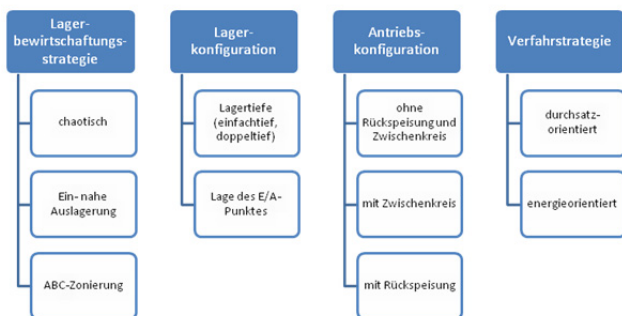 Lager-
bewirtschaftungs-
strategie
chaotisch
Ein- nahe
Auslagerung
ABC-Zonierung
Lager-
konfiguration
Lagertiefe
(einfachtief,
doppeltief)
Lage des E/A-
Punktes
Antriebs-
konfiguration
ohne
Rückspeisung und
Zwischenkreis
mit Zwischenkreis
mit Rückspeisung
Verfahrstrategie
durchsatz-
orientiert
energieorientiert